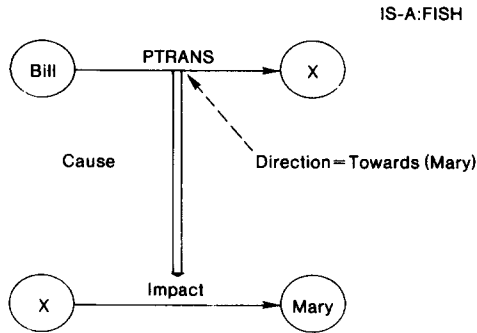 IS-A:FISH
PTRANS
Bill
X
Cause
Direction=Towards (Mary)
Impact
X
Mary